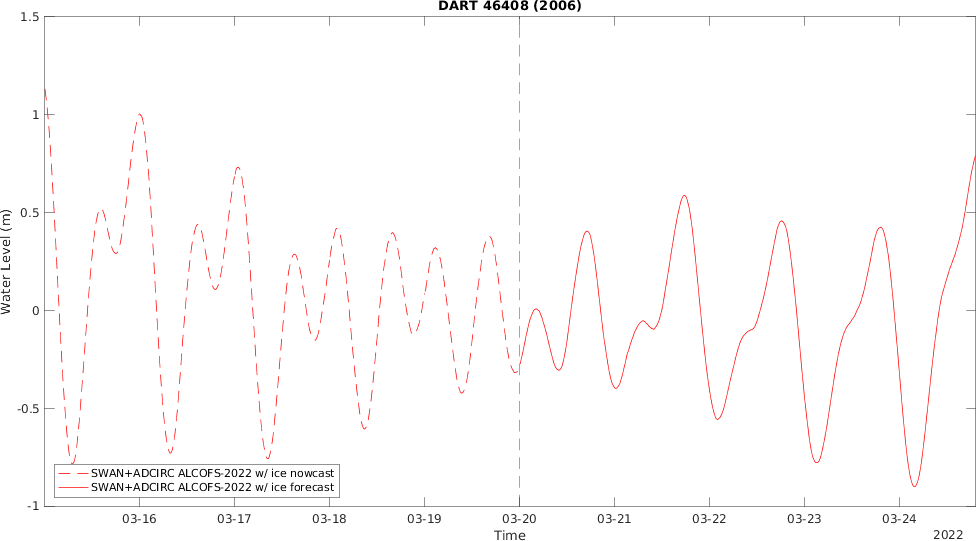 DART 46408 (2006)
Water Level (m)
1.5
1
0.5
0
-0.5
-1
SWAN+ADCIRC ALCOFS-2022 w/ ice nowcast
SWAN+ADCIRC ALCOFS-2022 w/ ice forecast
03-16 03-17 03-18 03-19 03-20 03-21 03-22 03-23 03-24
Time
2022